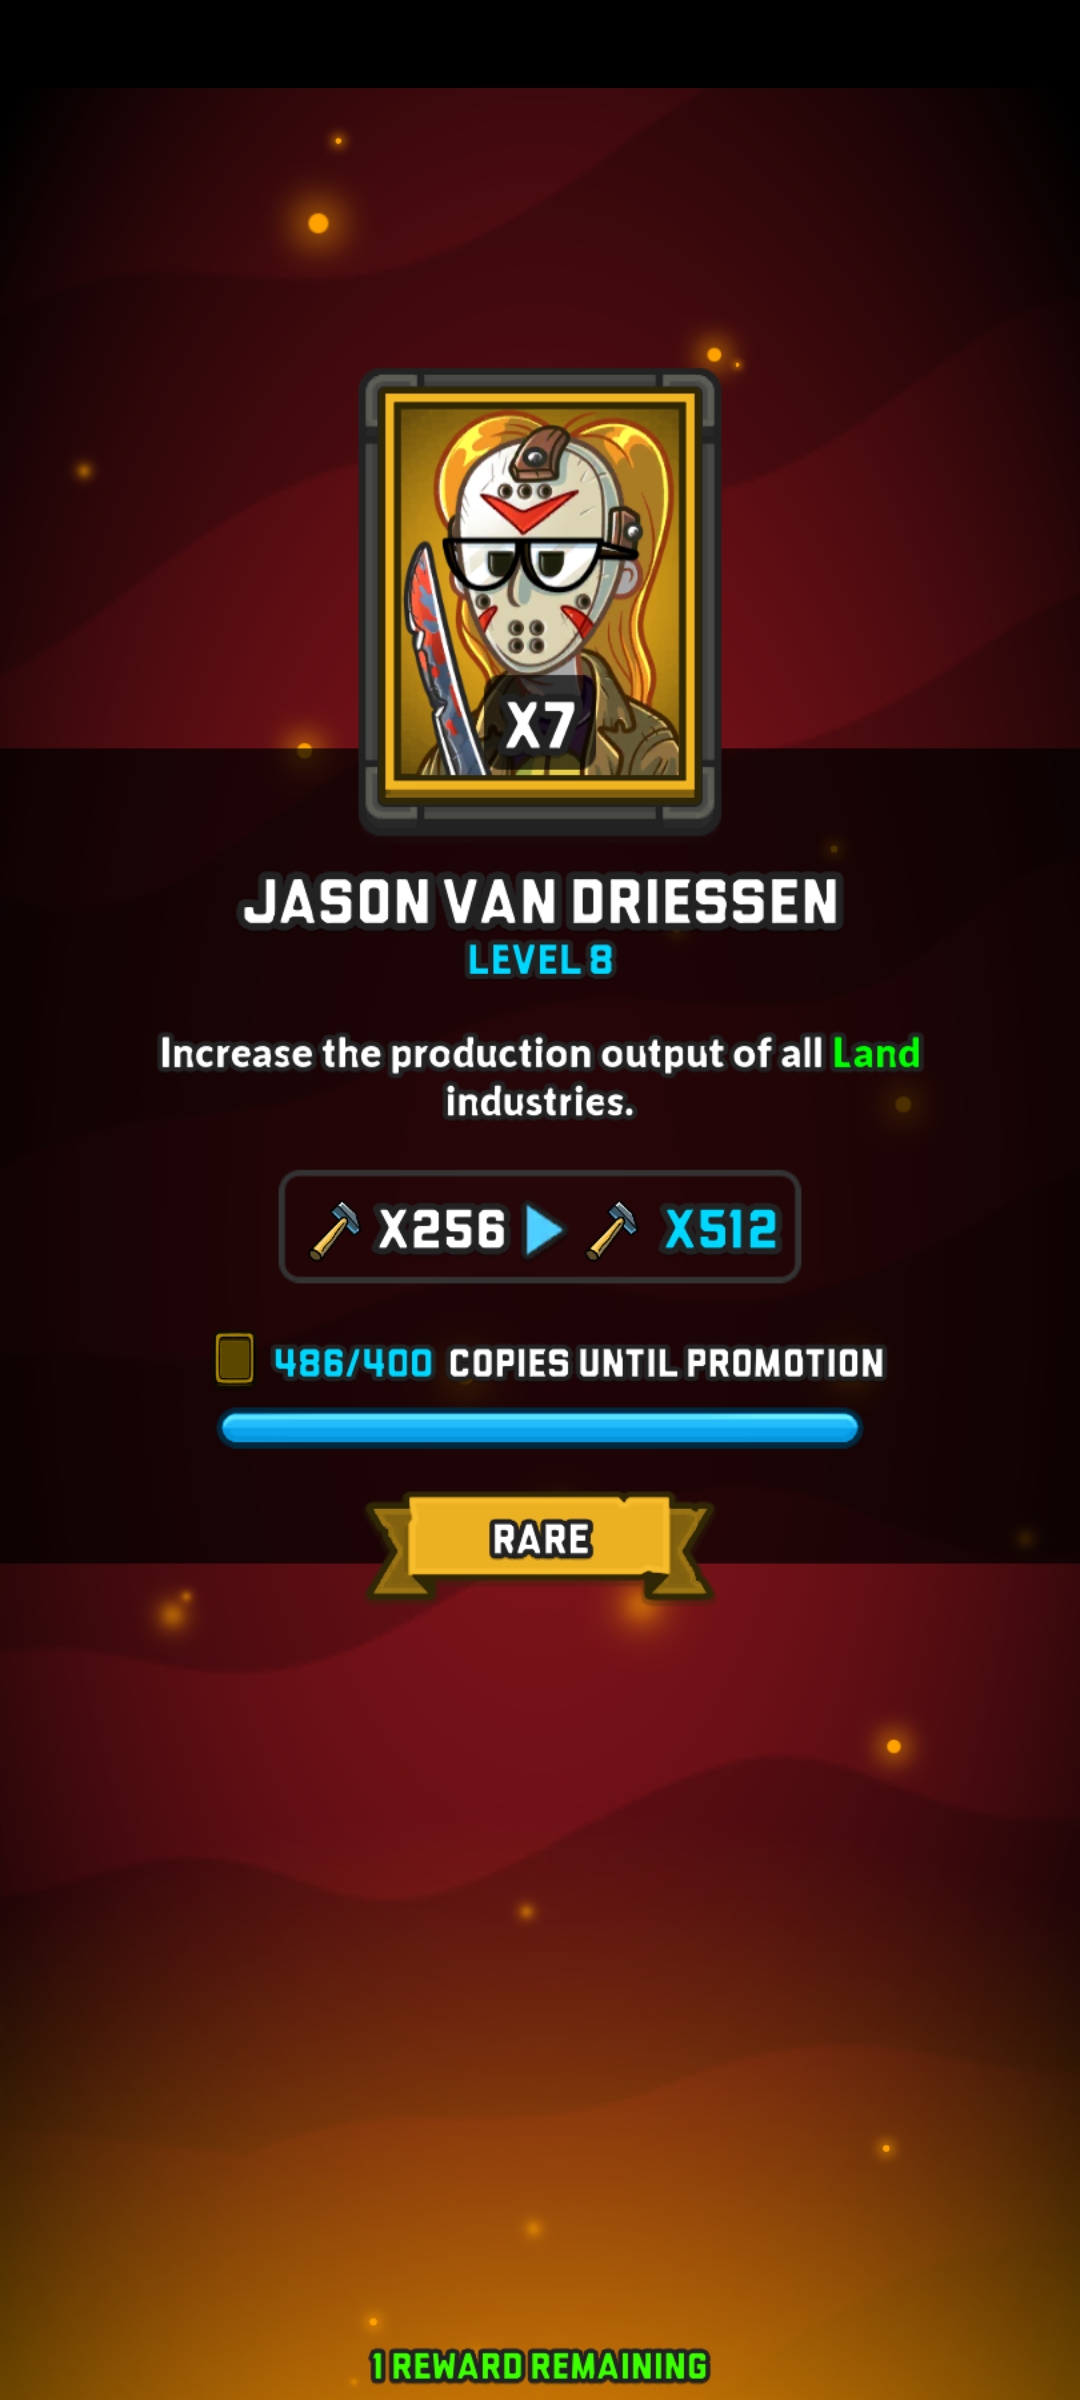 X7
JASON VAN DRIESSEN
LEVEL 8
Increase the production output of all Land
industries.
X256 X512
486/400 COPIES UNTIL PROMOTION
RARE
1 REWARD REMAINING